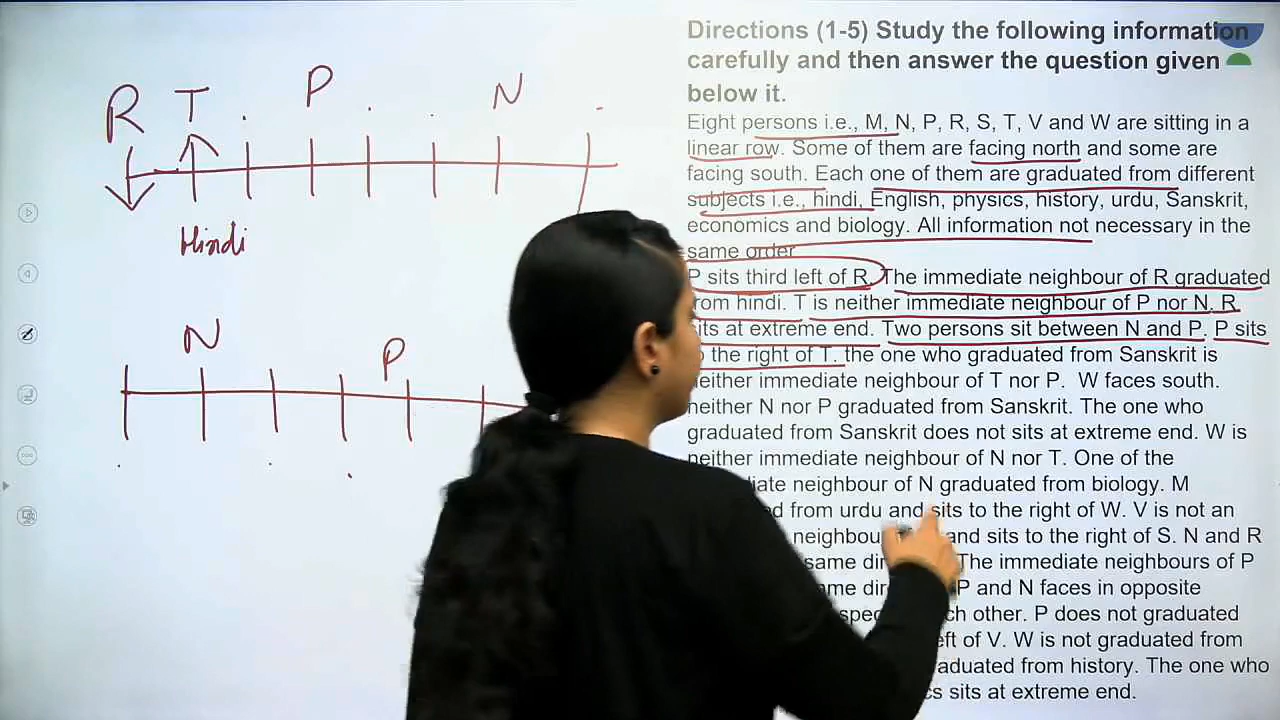 R T P N
Hindi
N P
Directions (1-5) Study the following information
carefully and then answer the question given
below it.
Eight persons i.e., M, N, P, R, S, T, V and W are sitting in a
linear row. Some of them are facing north and some are
facing south. Each one of them are graduated from different
subjects i.e., hindi, English, physics, history, urdu, Sanskrit,
economics and biology. All information not necessary in the
same order
P sits third left of R. The immediate neighbour of R graduated
from hindi. T is neither immediate neighbour of P nor N. R
sits at extreme end. Two persons sit between N and P. P sits
the right of T. the one who graduated from Sanskrit is
neither immediate neighbour of T nor P. W faces south.
neither N nor P graduated from Sanskrit. The one who
graduated from Sanskrit does not sits at extreme end. W is
neither immediate neighbour of N nor T. One of the
neighbour of N graduated from biology. M
from urdu and sits to the right of W. V is not an
and sits to the right of S. N and R
same The immediate neighbours of P
P and N faces in opposite
other. P does not graduated
left of V. W is not graduated from
graduated from history. The one who
sits at extreme end.